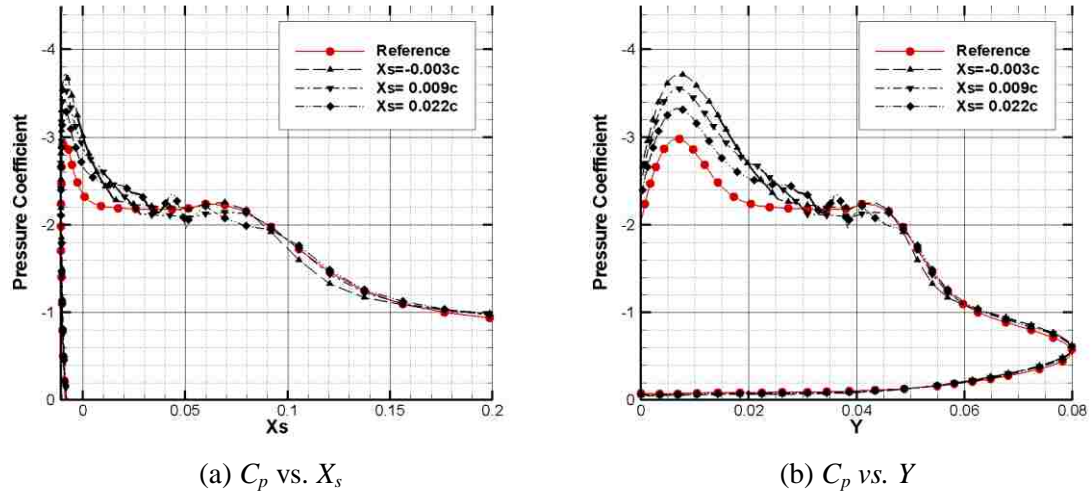 Reference
Xs=-0.003c
Xs= 0.009c
Xs= 0.022c
Pressure Coefficient
-4
-3
-2
-1
0
0 0.05 0.1 0.15 0.2
Xs
(a) Cp vs. Xs
Reference
Xs=-0.003c
Xs= 0.009c
Xs= 0.022c
Pressure Coefficient
-4
-3
-2
-1
0
0 0.02 0.04 0.06 0.08
Y
(b) Cp vs. Y